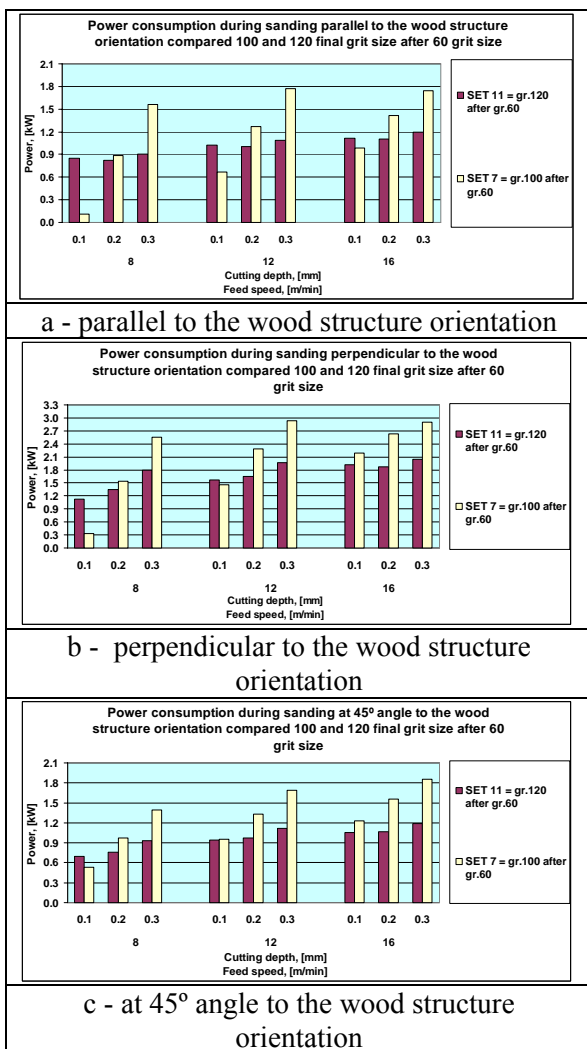 Power consumption during sanding parallel to the wood structure
orientation compared 100 and 120 final grit size after 60 grit size
Power, [kW]
2.1
1.8
1.5
1.2
0.9
0.6
0.3
0.0
0.1 0.2 0.3 0.1 0.2 0.3 0.1 0.2 0.3
8 12 16
Cutting depth, [mm]
Feed speed, [m/min]
SET 11 = gr.120
after gr.60
SET 7 = gr.100 after
gr.60
a - parallel to the wood structure orientation
Power consumption during sanding perpendicular to the wood
structure orientation compared 100 and 120 final grit size after 60
grit size
Power, [kW]
3.3
3.0
2.7
2.4
2.1
1.8
1.5
1.2
0.9
0.6
0.3
0.0
0.1 0.2 0.3 0.1 0.2 0.3 0.1 0.2 0.3
8 12 16
Cutting depth, [mm]
Feed speed, [m/min]
SET 11 = gr.120
after gr.60
SET 7 = gr.100 after
gr.60
b - perpendicular to the wood structure
orientation
Power consumption during sanding at 45º angle to the wood
structure orientation compared 100 and 120 final grit size after 60
grit size
Power, [kW]
2.1
1.8
1.5
1.2
0.9
0.6
0.3
0.0
0.1 0.2 0.3 0.1 0.2 0.3 0.1 0.2 0.3
8 12 16
Cutting depth, [mm]
Feed speed, [m/min]
SET 11 = gr.120
after gr.60
SET 7 = gr.100 after
gr.60
c - at 45º angle to the wood structure
orientation